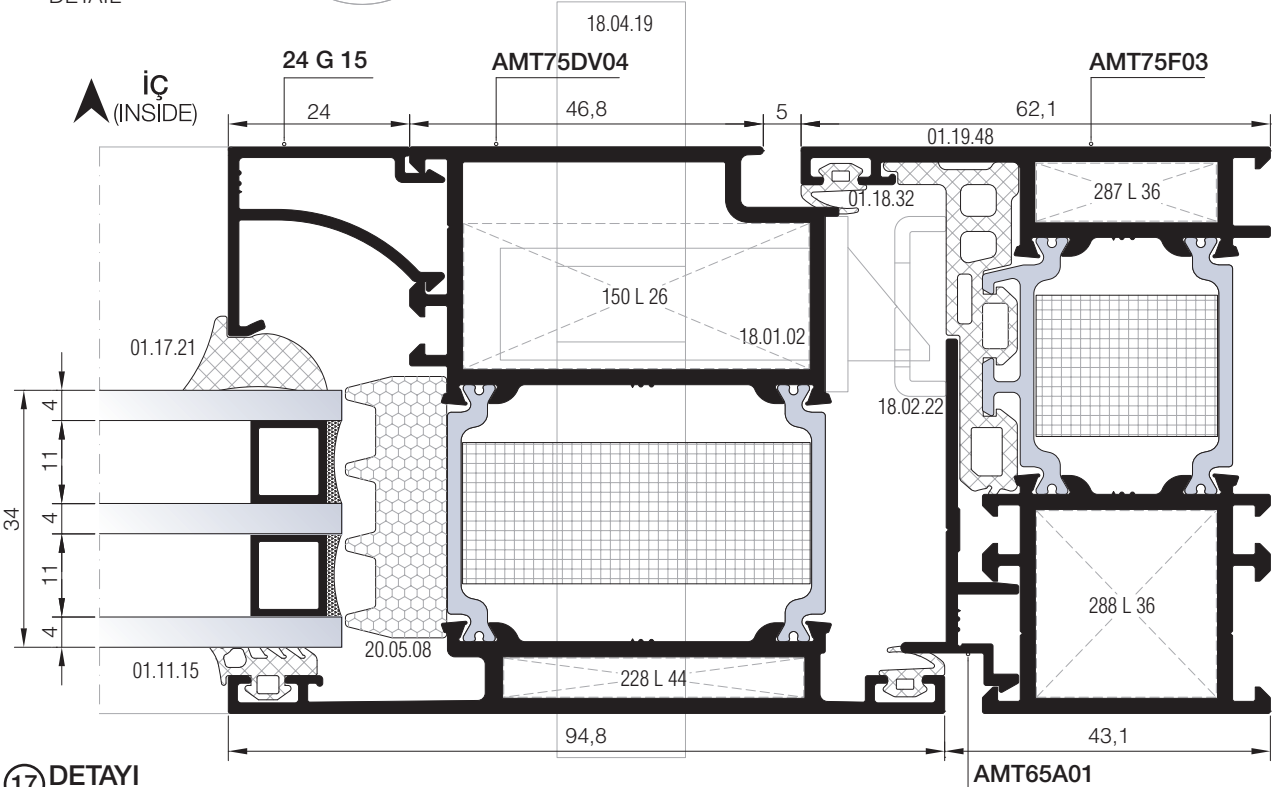 DETAIL
18.04.19
24 G 15
AMT75DV04
AMT75F03
İÇ
(INSIDE)
24
46,8
5
62,1
01.19.48
01.18.32
287 L 36
150 L 26
18.01.02
01.17.21
18.02.22
4
11
4
34
11
4
288 L 36
20.05.08
01.11.15
228 L 44
94,8
43,1
17 DETAYI
AMT65A01